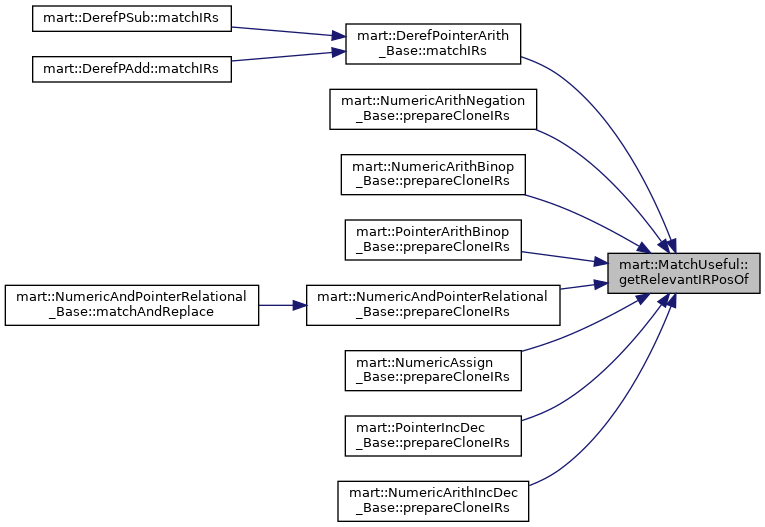 mart::DerefPSub::matchIRs
mart::DerefPAdd::matchIRs
mart::DerefPointerArith
_Base::matchIRs
mart::NumericArithNegation
_Base::prepareCloneIRs
mart::NumericArithBinop
_Base::prepareCloneIRs
mart::PointerArithBinop
_Base::prepareCloneIRs
mart::MatchUseful::
getRelevantIRPosOf
mart::NumericAndPointerRelational
_Base::matchAndReplace
mart::NumericAndPointerRelational
_Base::prepareCloneIRs
mart::NumericAssign
_Base::prepareCloneIRs
mart::PointerIncDec
_Base::prepareCloneIRs
mart::NumericArithIncDec
_Base::prepareCloneIRs